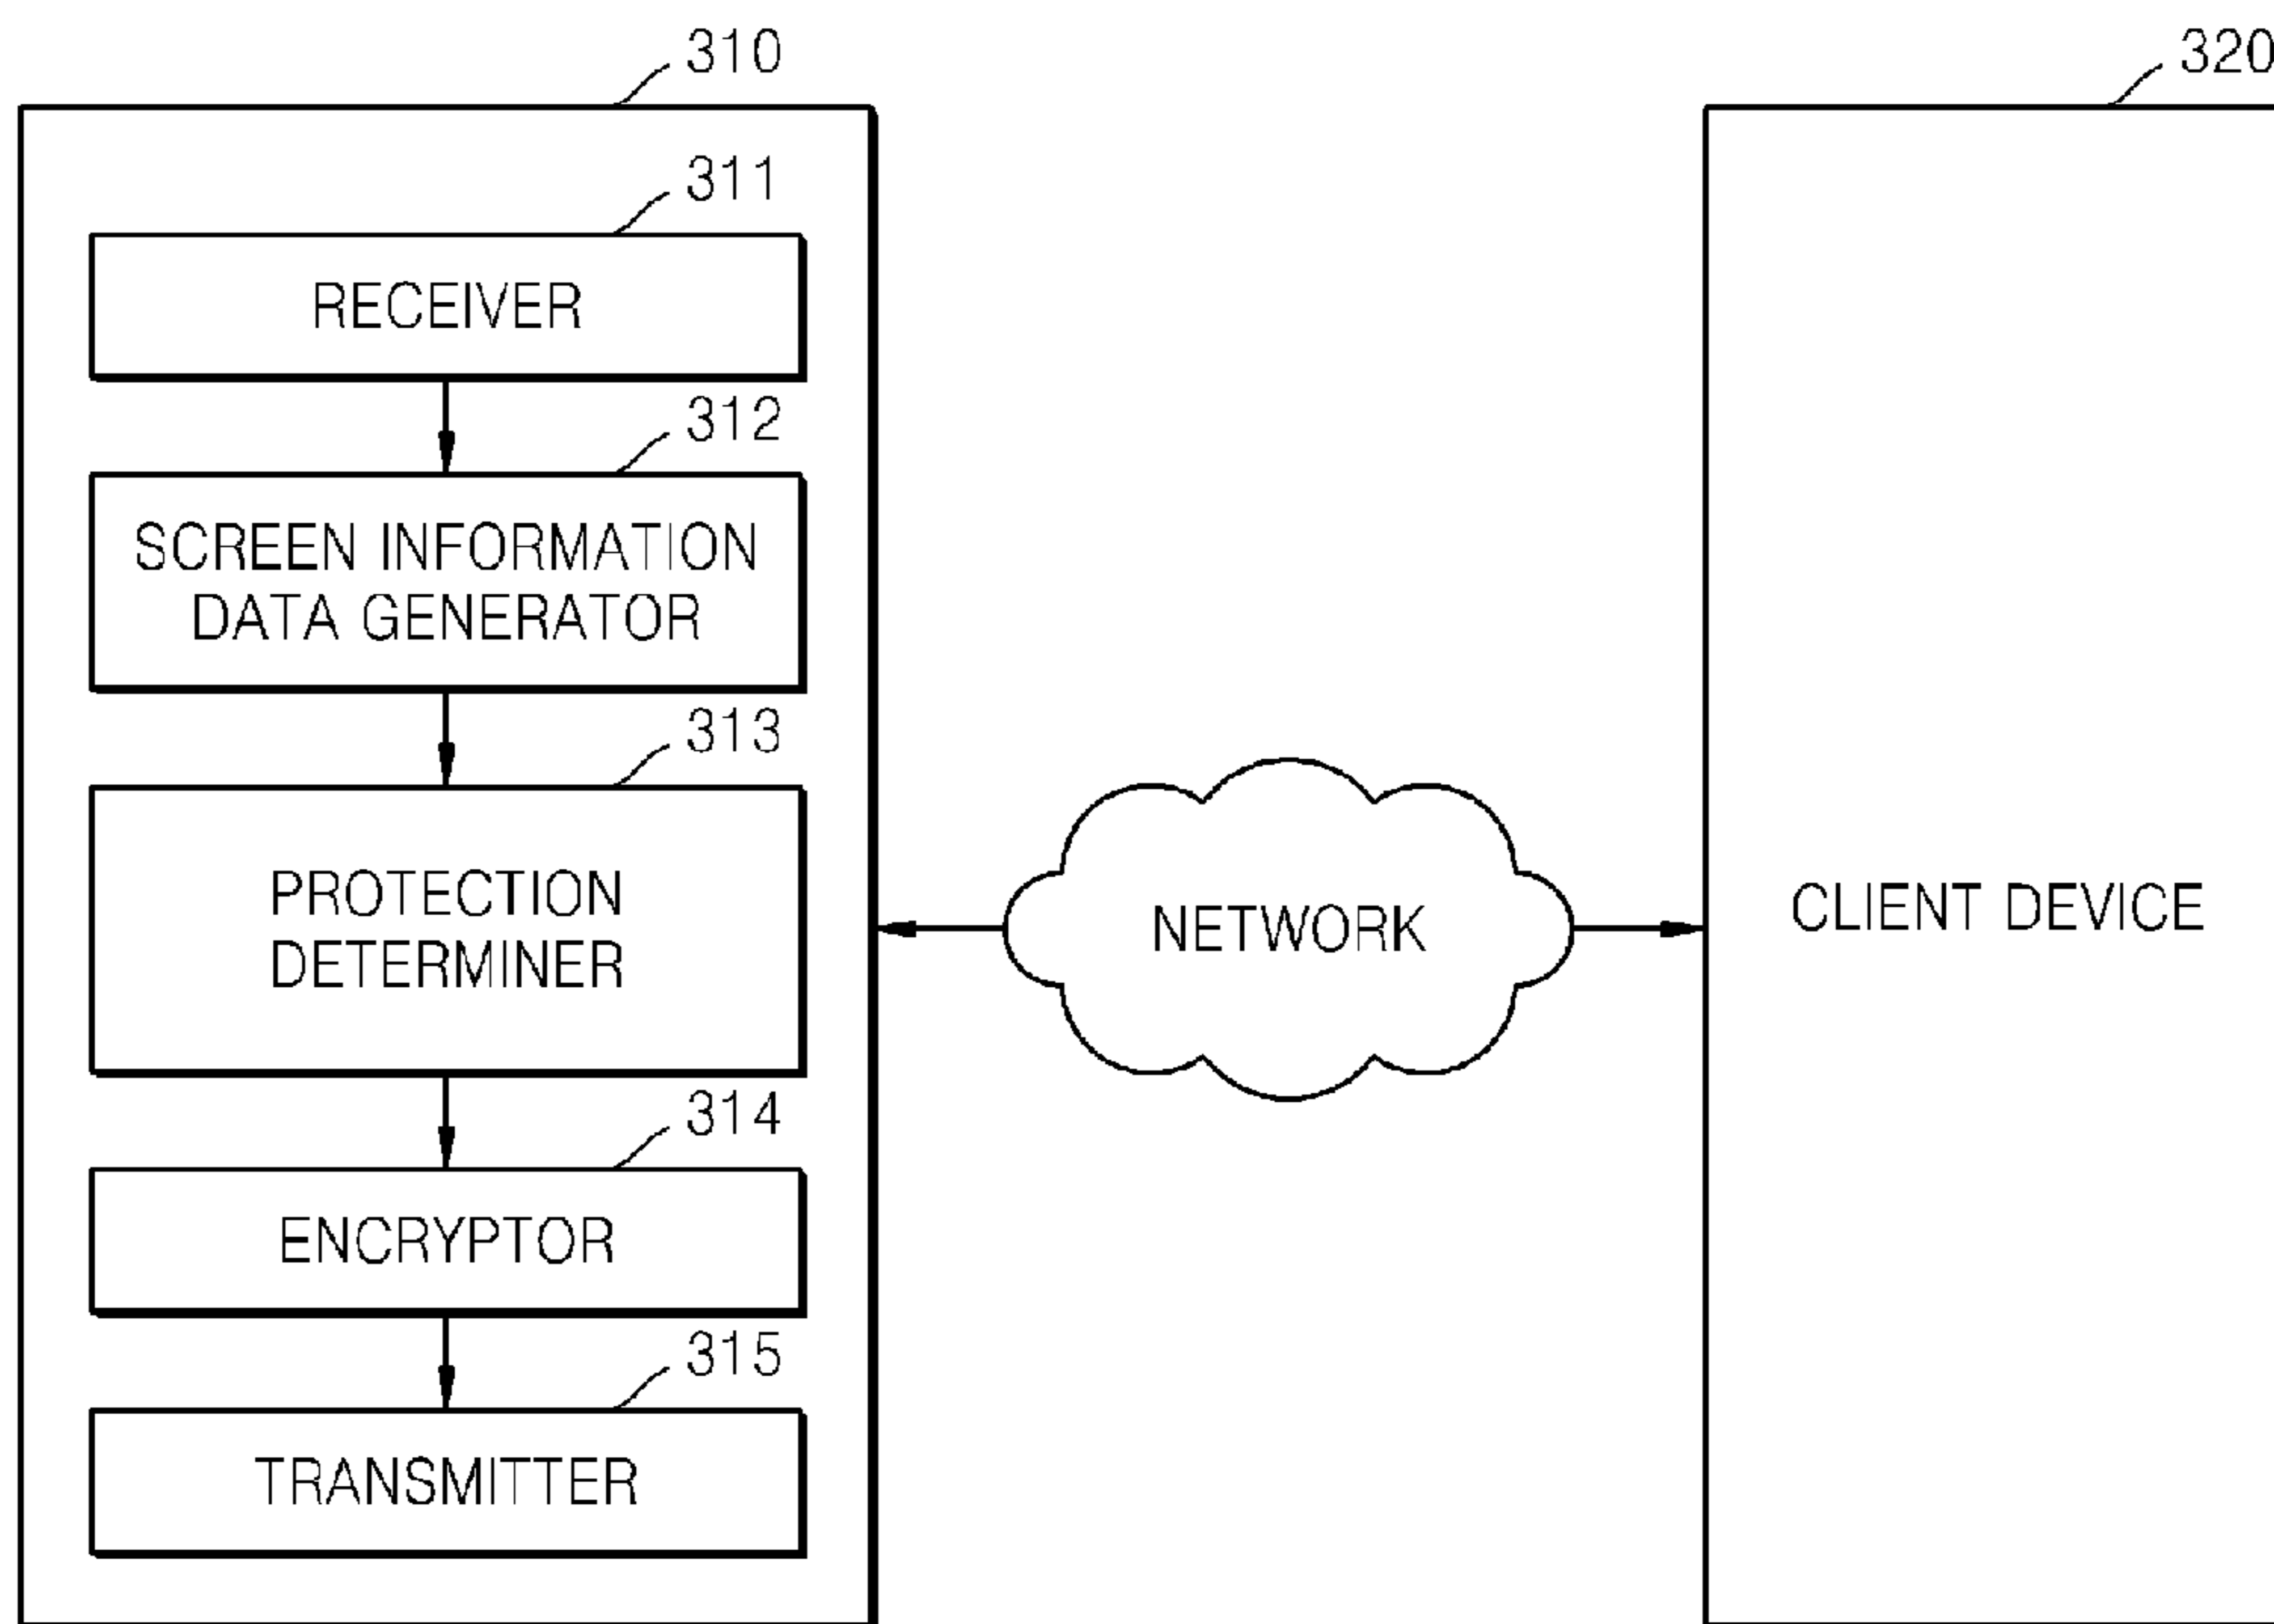 310
320
311
RECEIVER
312
SCREEN INFORMATION
DATA GENERATOR
313
PROTECTION
DETERMINER
NETWORK
CLIENT DEVICE
314
ENCRYPTOR
315
TRANSMITTER